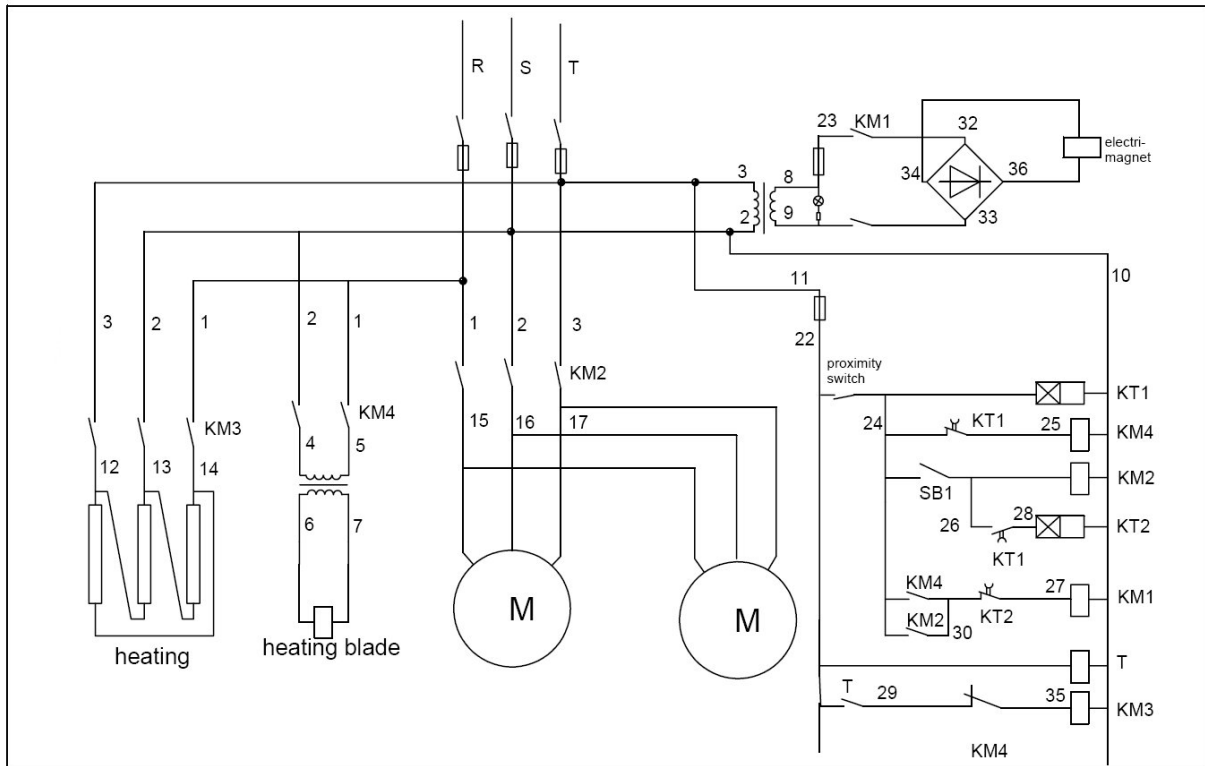 R S T
23 KM1 32
electri-
magnet
3 8 34 36
2 9 33
11 10
3 2 1 2 1 1 2 3
22
proximity
switch
KM2
KT1
KM3 KM4 15 16 17 24 KT1 25 KM4
12 13 14 4 5
SB1 KM2
6 7 26 28 KT2
KT1
KM4 27 KM1
M M KM2 KT2
30
heating heating blade
T
T 29 35 KM3
KM4